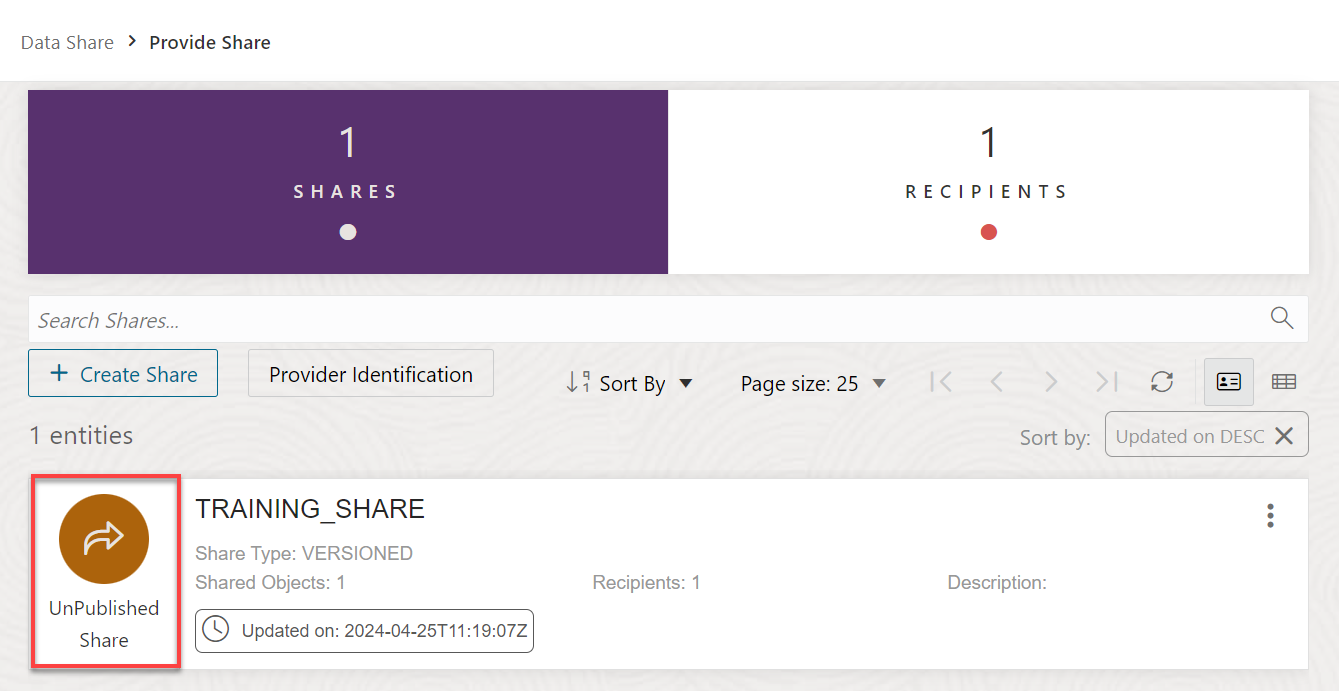 Data Share > Provide Share
1
SHARES
1
RECIPIENTS
Search Shares...
+ Create Share
Provider Identification
Sort By
Page size: 25
1 entities
Sort by: Updated on DESC
UnPublished
Share
TRAINING_SHARE
Share Type: VERSIONED
Shared Objects: 1
Recipients: 1
Description:
Updated on: 2024-04-25T11:19:07Z